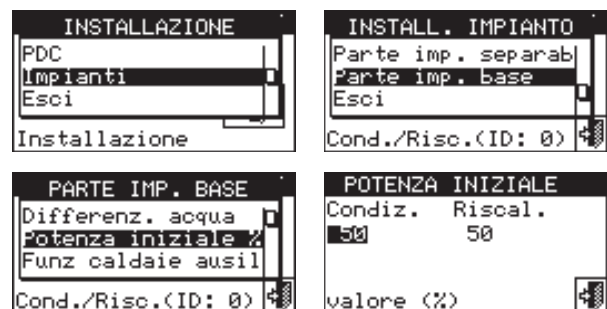 INSTALLAZIONE
PDC
Impianti
Esci
Installazione
INSTALL. IMPIANTO
Parte imp. separab
Parte imp. base
Esci
Cond./Risc.(ID: 0)
PARTE IMP. BASE
Differenz. acqua
Potenza iniziale %
Funz caldaie ausil
Cond./Risc.(ID: 0)
POTENZA INIZIALE
Condiz. Riscal.
50 50
valore (%)